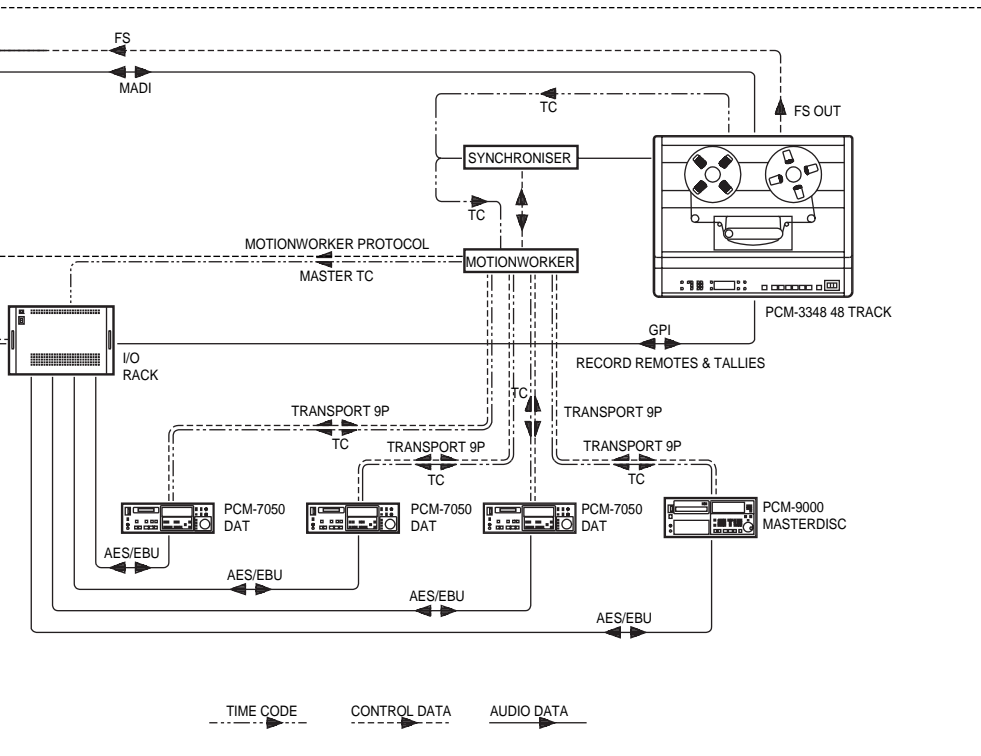 FS
MADI
TC
FS OUT
SYNCHRONISER
TC
MOTIONWORKER PROTOCOL
MOTIONWORKER
MASTER TC
PCM-3348 48 TRACK
GPI
I/O
RACK
RECORD REMOTES & TALLIES
TC
TRANSPORT 9P
TRANSPORT 9P
TC
TRANSPORT 9P
TRANSPORT 9P
TC
TC
PCM-7050
DAT
PCM-7050
DAT
PCM-7050
DAT
PCM-9000
MASTERDISC
AES/EBU
AES/EBU
AES/EBU
AES/EBU
TIME CODE
CONTROL DATA
AUDIO DATA